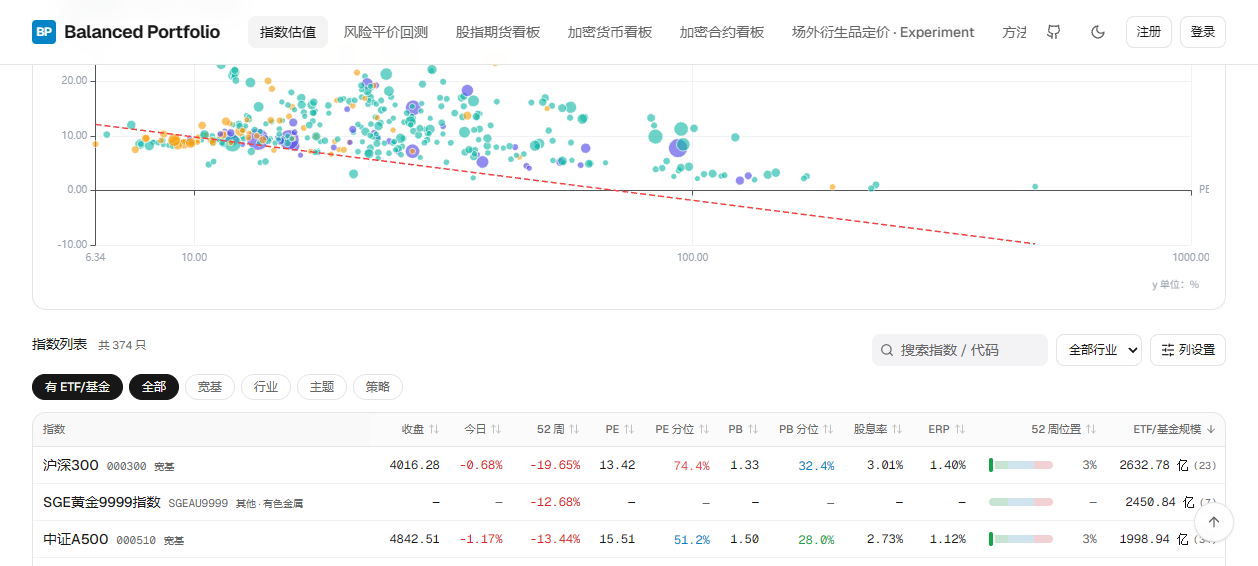 BP Balanced Portfolio 指数估值 风险平价回测 股指期货看板 加密货币看板 加密合约看板 场外衍生品定价 · Experiment 方法 注册 登录
20.00
10.00
0.00 PE
-10.00
6.34 10.00 100.00 1000.00
y 单位：%
指数列表 共 374 只 搜索指数 / 代码 全部行业 列设置
有 ETF/基金 全部 宽基 行业 主题 策略
指数 收盘 今日 52 周 PE PE 分位 PB PB 分位 股息率 ERP 52 周位置 ETF/基金规模
沪深300 000300 宽基 4016.28 -0.68% -19.65% 13.42 74.4% 1.33 32.4% 3.01% 1.40% 3% 2632.78 亿 (23)
SGE黄金9999指数 SGEAU9999 其他·有色金属 — — -12.68% — — — — — — — 2450.84 亿
中证A500 000510 宽基 4842.51 -1.17% -13.44% 15.51 51.2% 1.50 28.0% 2.73% 1.12% 3% 1998.94 亿